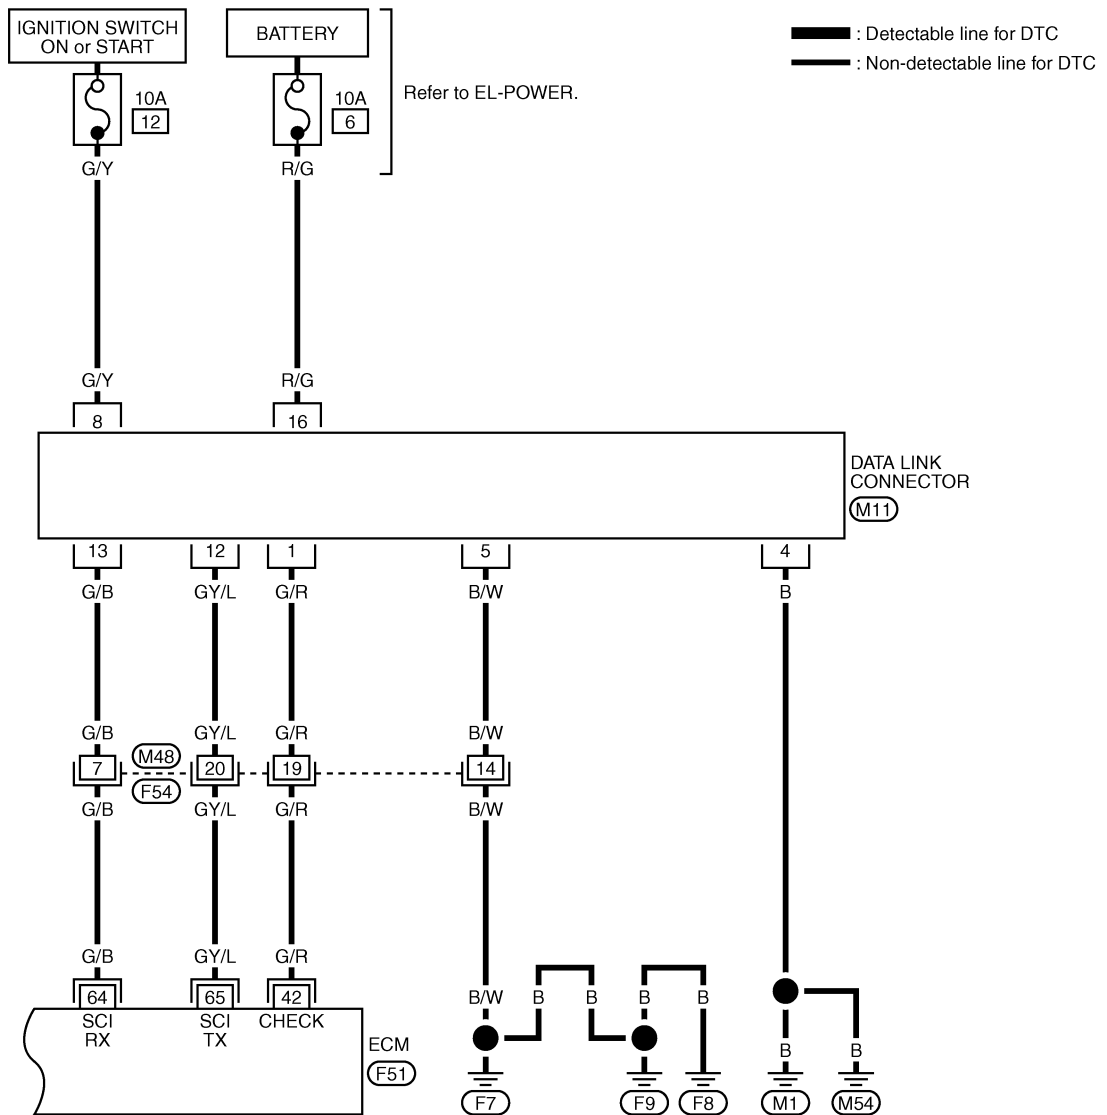 IGNITION SWITCH
ON or START
BATTERY
: Detectable line for DTC
: Non-detectable line for DTC
10A
12
10A
6
Refer to EL-POWER.
G/Y
R/G
G/Y
R/G
8
16
DATA LINK
CONNECTOR
M11
13
12
1
5
4
G/B
GY/L
G/R
B/W
B
G/B
GY/L
G/R
B/W
7
M48
20
19
14
F54
G/B
GY/L
G/R
B/W
G/B
GY/L
G/R
64
65
42
B/W
B
B
B
B
SCI
RX
SCI
TX
CHECK
ECM
F51
B
B
F7
F9
F8
M1
M54